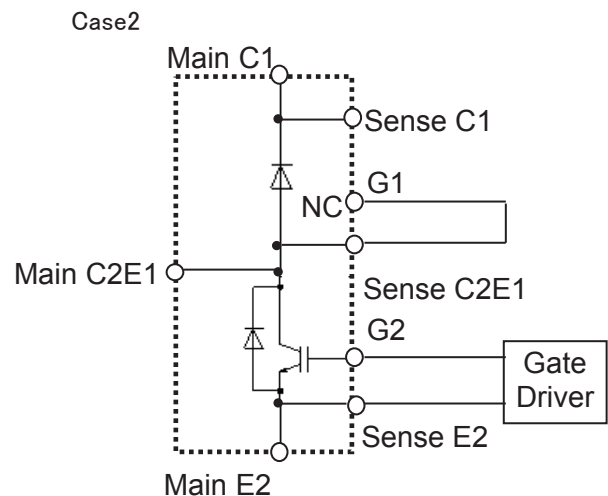 Case2
Main C1
Sense C1
G1
NC
Main C2E1
Sense C2E1
G2
Gate
Driver
Sense E2
Main E2